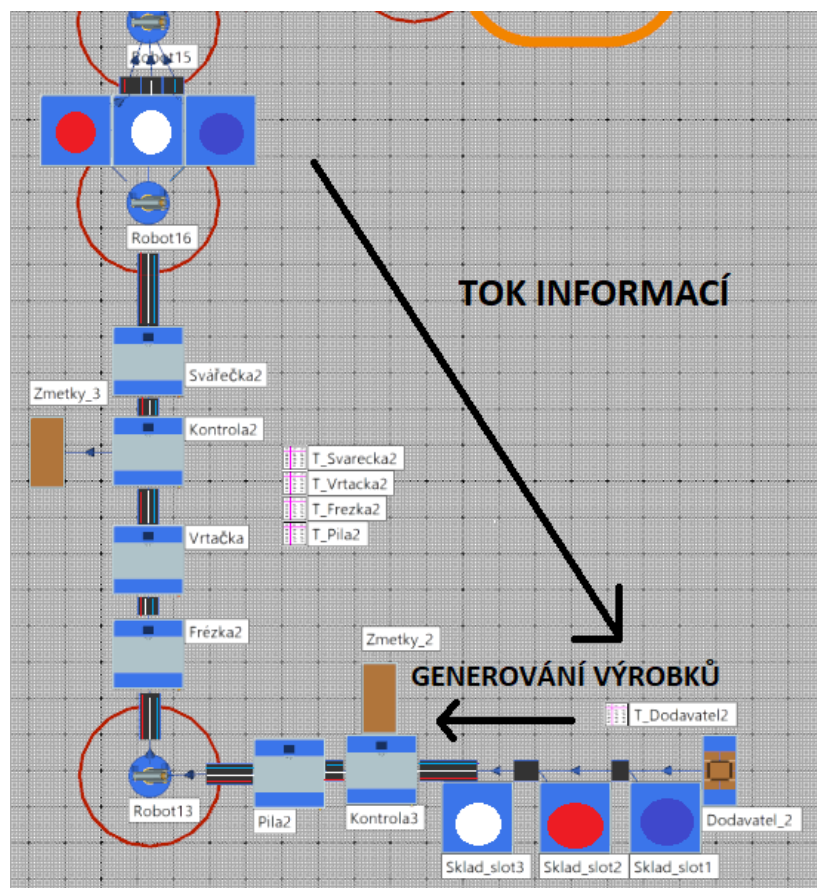 Robot15
Robot16
TOK INFORMACÍ
Svářečka2
Zmetky_3
Kontrola2
T_Svarecka2
T_Vrtacka2
T_Frezka2
T_Pila2
Vrtačka
Frézka2
Zmetky_2
GENEROVÁNÍ VÝROBKŮ
T_Dodavatel2
Robot13
Pila2
Kontrola3
Dodavatel_2
Sklad_slot3
Sklad_slot2
Sklad_slot1